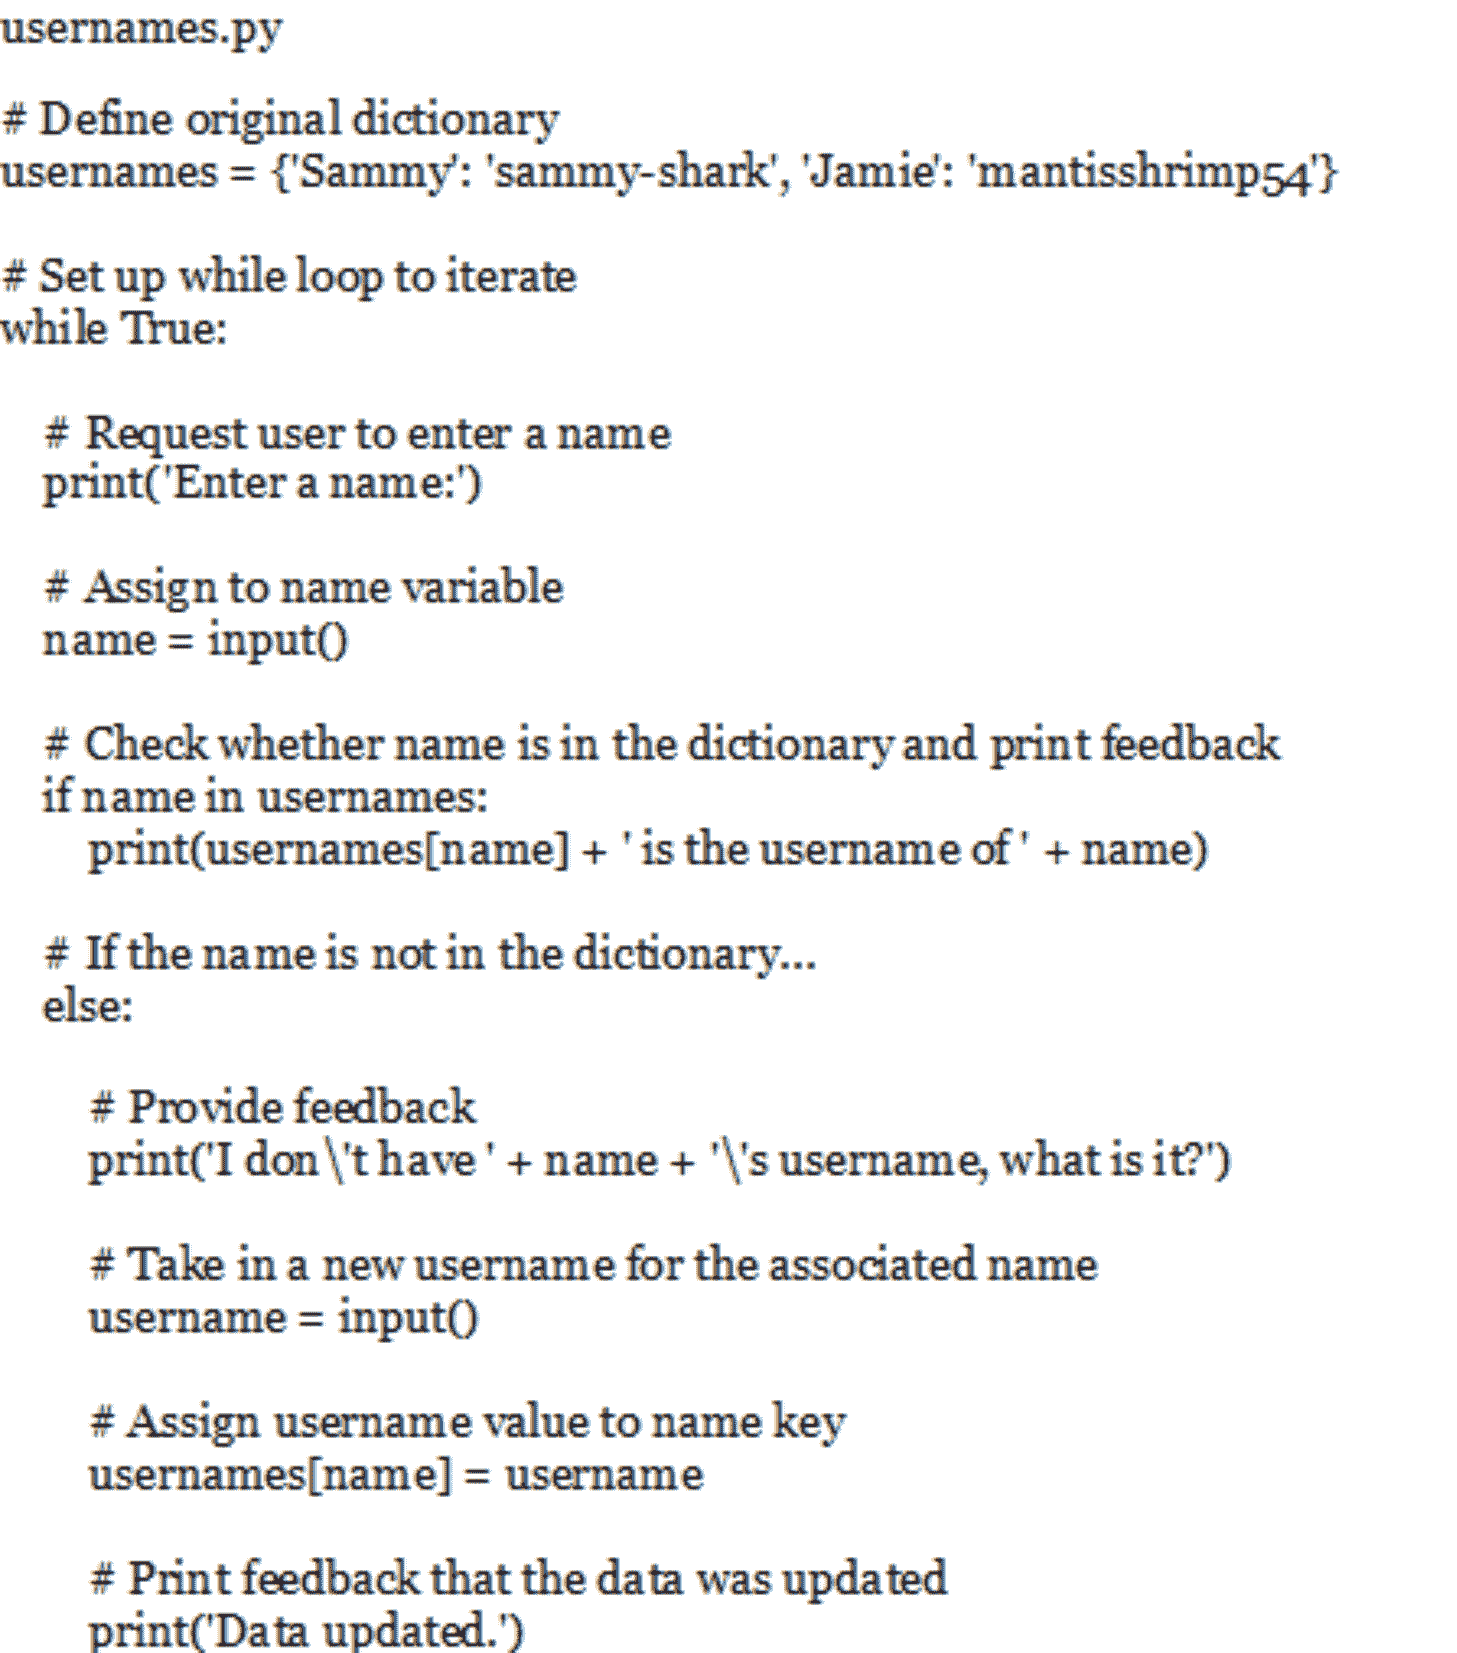 usernames.py
# Define original dictionary
usernames = {'Sammy': 'sammy-shark', 'Jamie': 'mantisshrimp54'}
# Set up while loop to iterate
while True:
# Request user to enter a name
print('Enter a name:')
# Assign to name variable
name = input()
# Check whether name is in the dictionary and print feedback
if name in usernames:
print(usernames[name] + ' is the username of ' + name)
# If the name is not in the dictionary...
else:
# Provide feedback
print('I don\'t have ' + name + '\'s username, what is it?')
# Take in a new username for the associated name
username = input()
# Assign username value to name key
usernames[name] = username
# Print feedback that the data was updated
print('Data updated.')